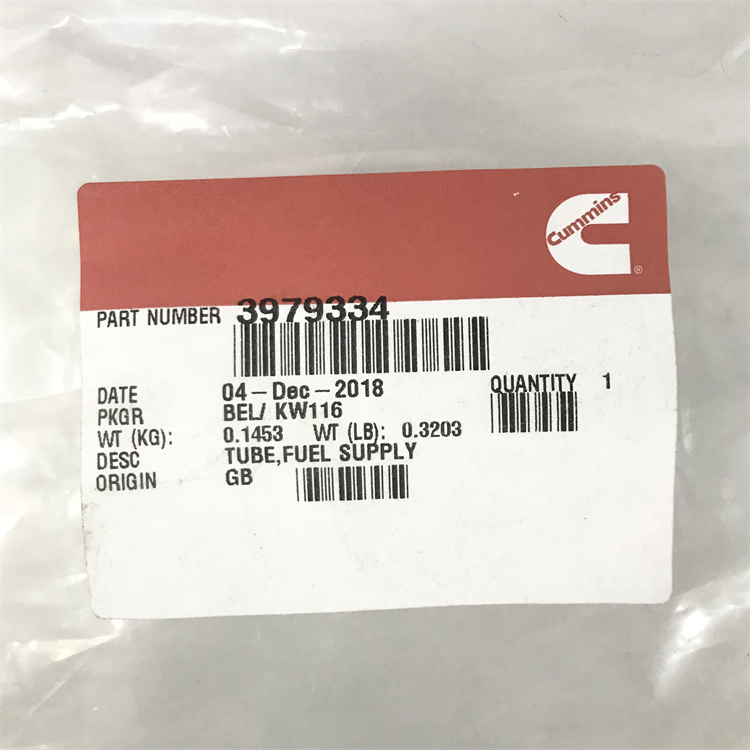 Cummins
®
PART NUMBER 3979334
DATE 04-Dec-2018 QUANTITY 1
PKGR BEL/ KW116
WT (KG): 0.1453 WT (LB): 0.3203
DESC TUBE,FUEL SUPPLY
ORIGIN GB